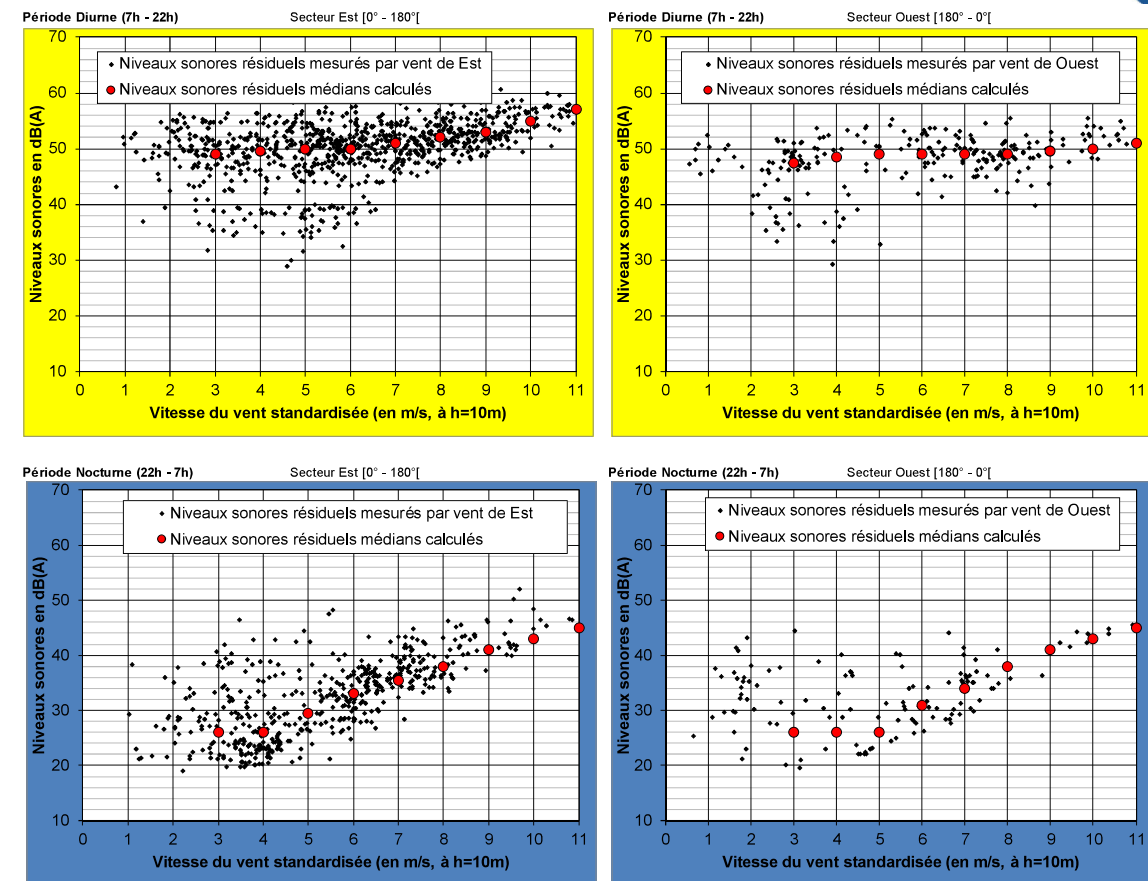 Période Diurne (7h - 22h) Secteur Est [0° - 180°[
70
60
50
40
30
20
10
Niveaux sonores en dB(A)
Niveaux sonores résiduels mesurés par vent de Est
Niveaux sonores résiduels médians calculés
0 1 2 3 4 5 6 7 8 9 10 11
Vitesse du vent standardisée (en m/s, à h=10m)
Période Diurne (7h - 22h) Secteur Ouest [180° - 0°[
70
60
50
40
30
20
10
Niveaux sonores en dB(A)
Niveaux sonores résiduels mesurés par vent de Ouest
Niveaux sonores résiduels médians calculés
0 1 2 3 4 5 6 7 8 9 10 11
Vitesse du vent standardisée (en m/s, à h=10m)
Période Nocturne (22h - 7h) Secteur Est [0° - 180°[
70
60
50
40
30
20
10
Niveaux sonores en dB(A)
Niveaux sonores résiduels mesurés par vent de Est
Niveaux sonores résiduels médians calculés
0 1 2 3 4 5 6 7 8 9 10 11
Vitesse du vent standardisée (en m/s, à h=10m)
Période Nocturne (22h - 7h) Secteur Ouest [180° - 0°[
70
60
50
40
30
20
10
Niveaux sonores en dB(A)
Niveaux sonores résiduels mesurés par vent de Ouest
Niveaux sonores résiduels médians calculés
0 1 2 3 4 5 6 7 8 9 10 11
Vitesse du vent standardisée (en m/s, à h=10m)